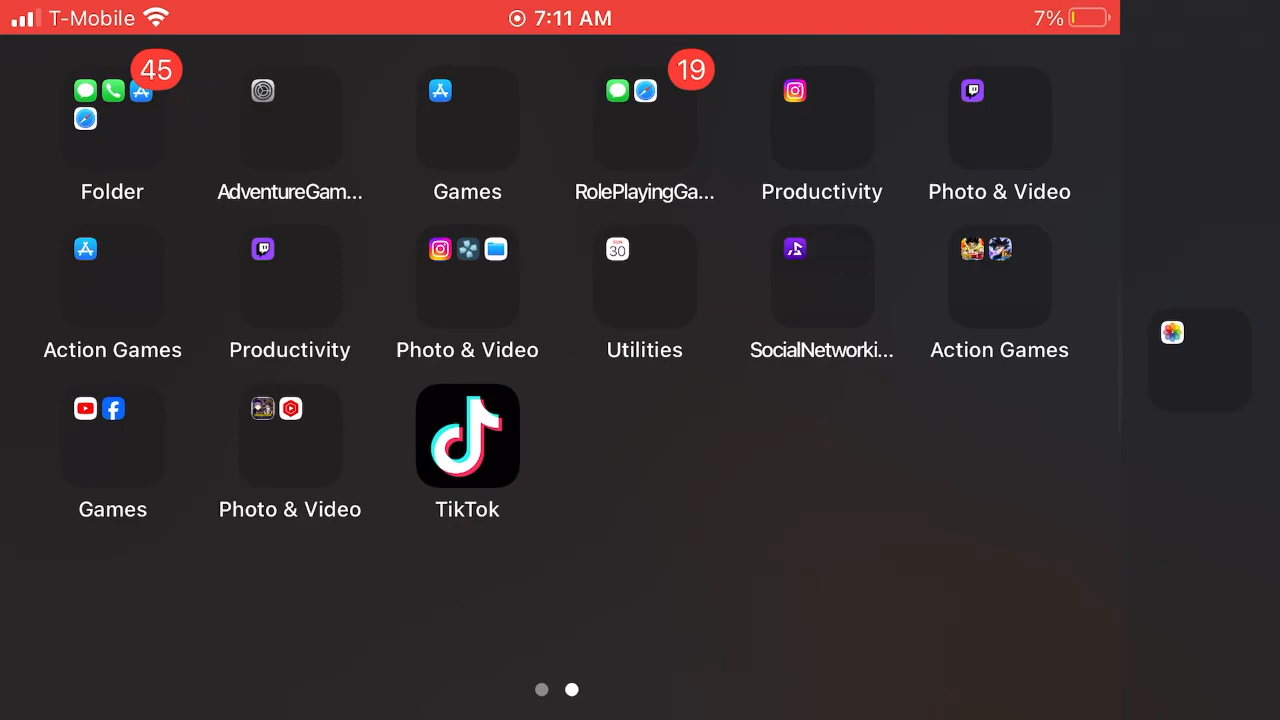 T-Mobile 7:11 AM 7%
45 19
Folder AdventureGam... Games RolePlayingGa... Productivity Photo & Video
SUN
30
Action Games Productivity Photo & Video Utilities SocialNetworki... Action Games
Games Photo & Video TikTok